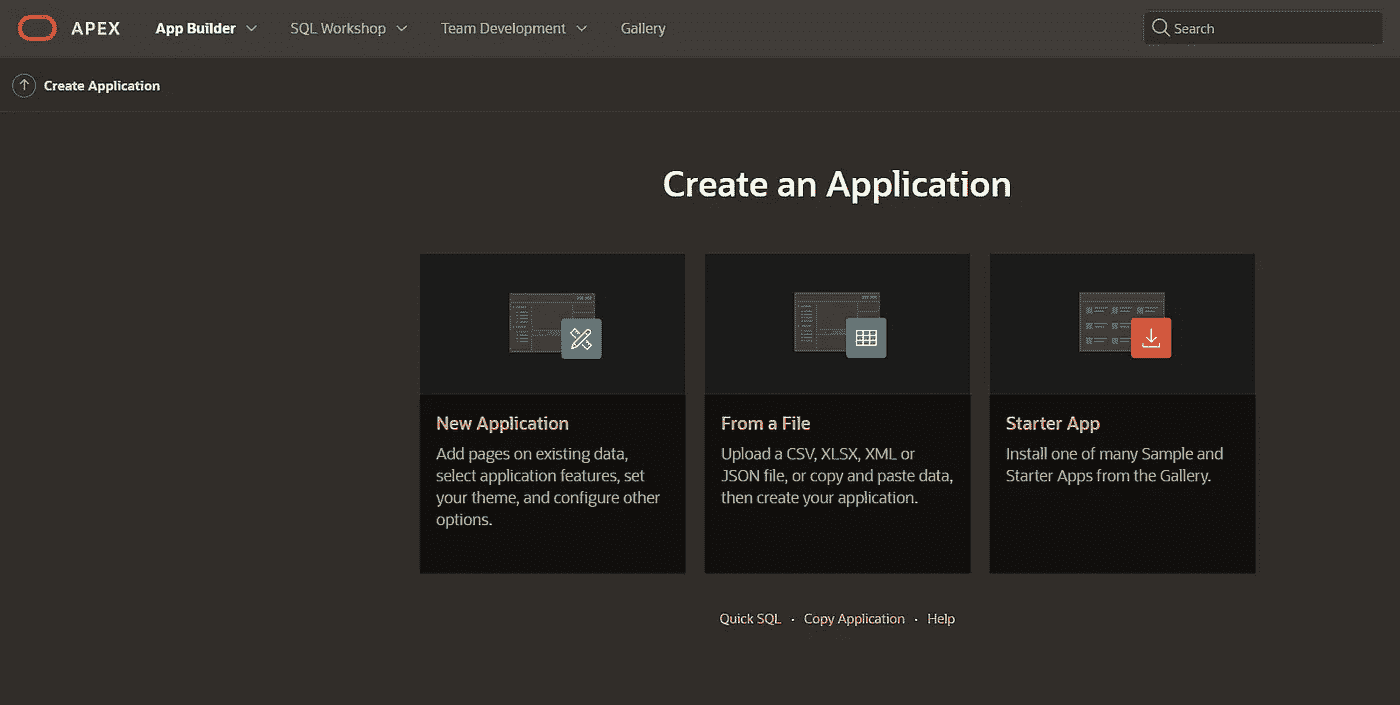 APEX App Builder SQL Workshop Team Development Gallery Search
Create Application
Create an Application
New Application
Add pages on existing data,
select application features, set
your theme, and configure other
options.
From a File
Upload a CSV, XLSX, XML or
JSON file, or copy and paste data,
then create your application.
Starter App
Install one of many Sample and
Starter Apps from the Gallery.
Quick SQL · Copy Application · Help